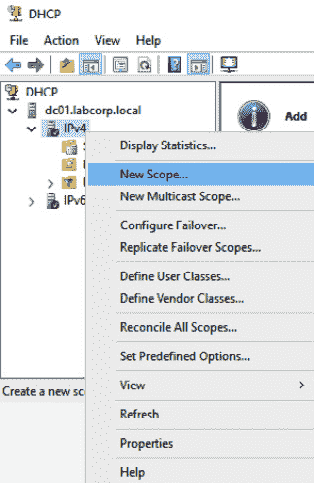 DHCP
File Action View Help
DHCP
dc01.labcorp.local
IPv4
Add
Display Statistics...
New Scope...
New Multicast Scope...
IPv6
Configure Failover...
Replicate Failover Scopes...
Define User Classes...
Define Vendor Classes...
Reconcile All Scopes...
Set Predefined Options...
View
Create a new sco
Refresh
Properties
Help